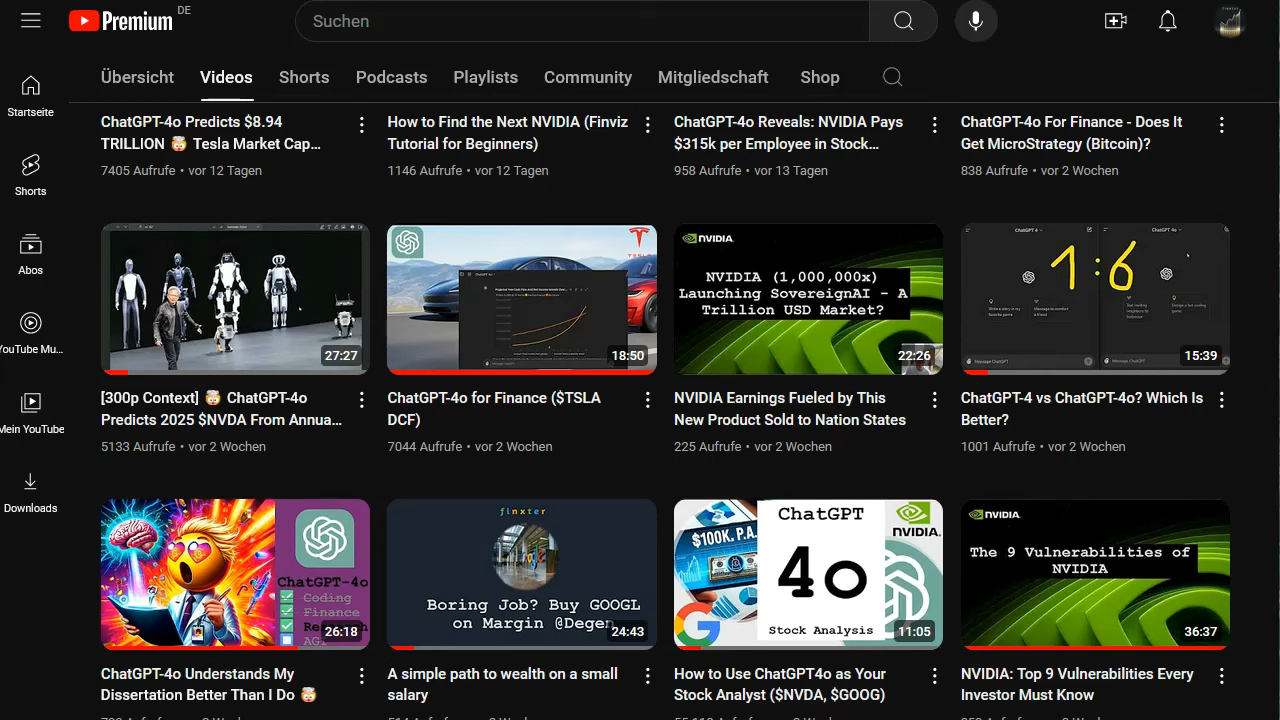 Premium DE
Suchen
Übersicht Videos Shorts Podcasts Playlists Community Mitgliedschaft Shop
Startseite
Shorts
Abos
YouTube Mu...
Mein YouTube
Downloads
ChatGPT-4o Predicts $8.94
TRILLION 🤯 Tesla Market Cap...
7405 Aufrufe • vor 12 Tagen
How to Find the Next NVIDIA (Finviz
Tutorial for Beginners)
1146 Aufrufe • vor 12 Tagen
ChatGPT-4o Reveals: NVIDIA Pays
$315k per Employee in Stock...
958 Aufrufe • vor 13 Tagen
ChatGPT-4o For Finance - Does It
Get MicroStrategy (Bitcoin)?
838 Aufrufe • vor 2 Wochen
27:27
[300p Context] 🤯 ChatGPT-4o
Predicts 2025 $NVDA From Annua...
5133 Aufrufe • vor 2 Wochen
18:50
ChatGPT-4o for Finance ($TSLA
DCF)
7044 Aufrufe • vor 2 Wochen
NVIDIA
NVIDIA (1,000,000x)
Launching SovereignAI - A
Trillion USD Market?
22:26
NVIDIA Earnings Fueled by This
New Product Sold to Nation States
225 Aufrufe • vor 2 Wochen
1:6
15:39
ChatGPT-4 vs ChatGPT-4o? Which Is
Better?
1001 Aufrufe • vor 2 Wochen
ChatGPT-4o
Coding
Finance
AGI
26:18
ChatGPT-4o Understands My
Dissertation Better Than I Do 🤯
finxter
Boring Job? Buy GOOGL
on Margin @Degen
24:43
A simple path to wealth on a small
salary
$100K. P.A.
ChatGPT
4o
Stock Analysis
NVIDIA.
11:05
How to Use ChatGPT4o as Your
Stock Analyst ($NVDA, $GOOG)
NVIDIA
The 9 Vulnerabilities of
NVIDIA
36:37
NVIDIA: Top 9 Vulnerabilities Every
Investor Must Know